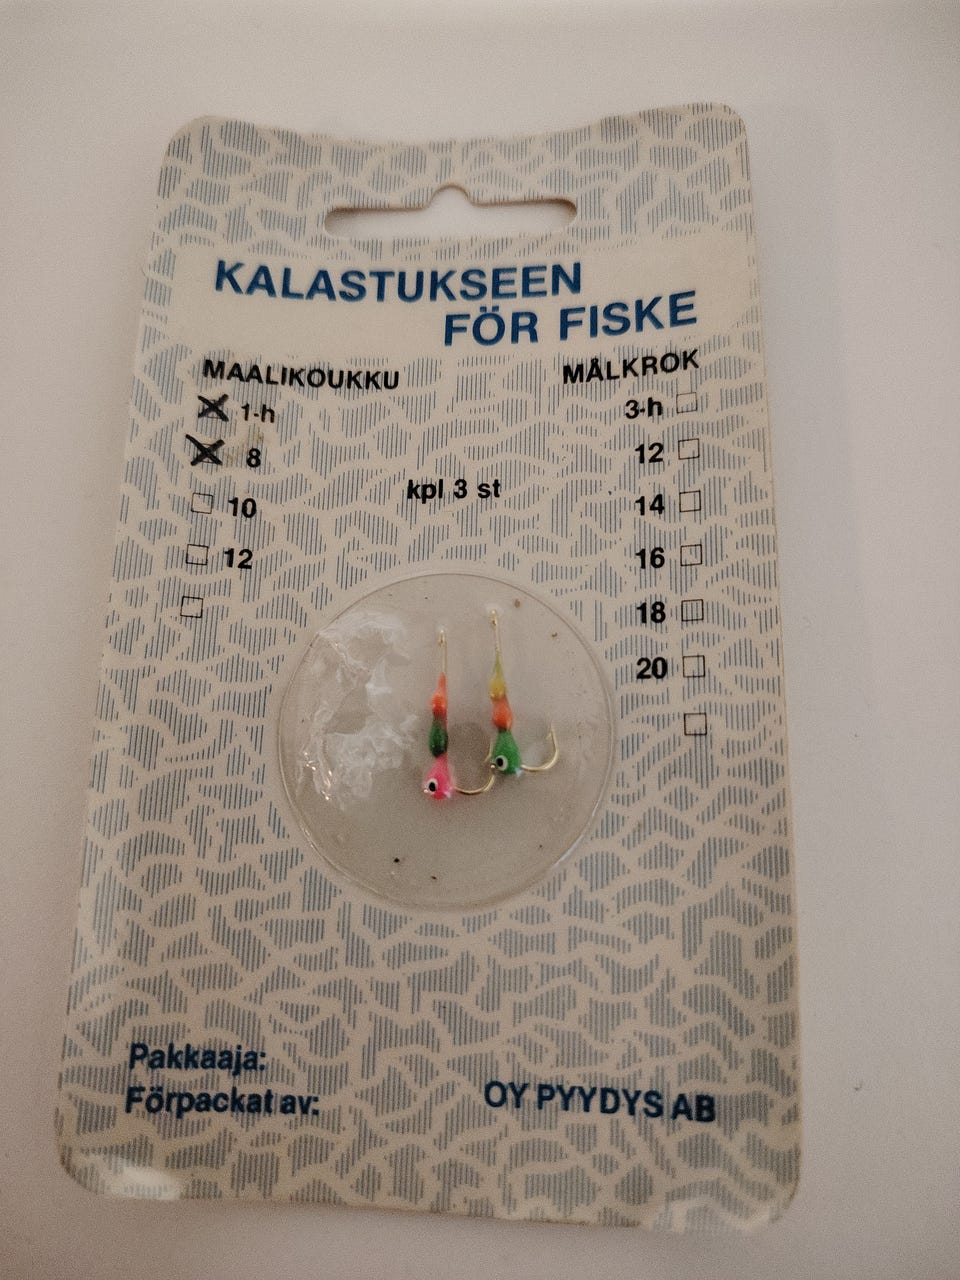 KALASTUKSEEN
FÖR FISKE
MAALIKOUKKU
MÅLKROK
1-h
3-h
8
12
kpl 3 st
10
14
12
16
18
20
Pakkaaja:
Förpackat av:
OY PYYDYS AB